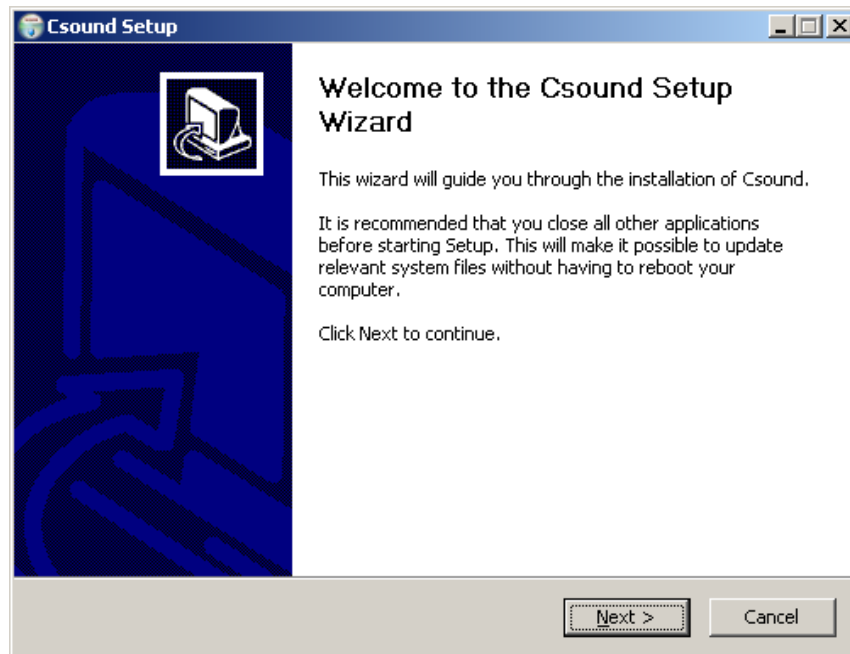 Csound Setup
Welcome to the Csound Setup
Wizard
This wizard will guide you through the installation of Csound.
It is recommended that you close all other applications
before starting Setup. This will make it possible to update
relevant system files without having to reboot your
computer.
Click Next to continue.
Next >
Cancel